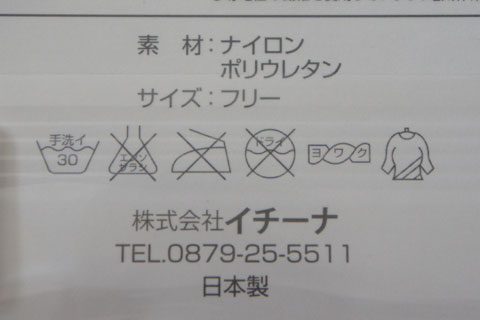 素　材：ナイロン
ポリウレタン
サイズ：フリー
手洗イ 30 エンソ サラシ ドライ ヨワク
株式会社イチーナ
TEL.0879-25-5511
日本製